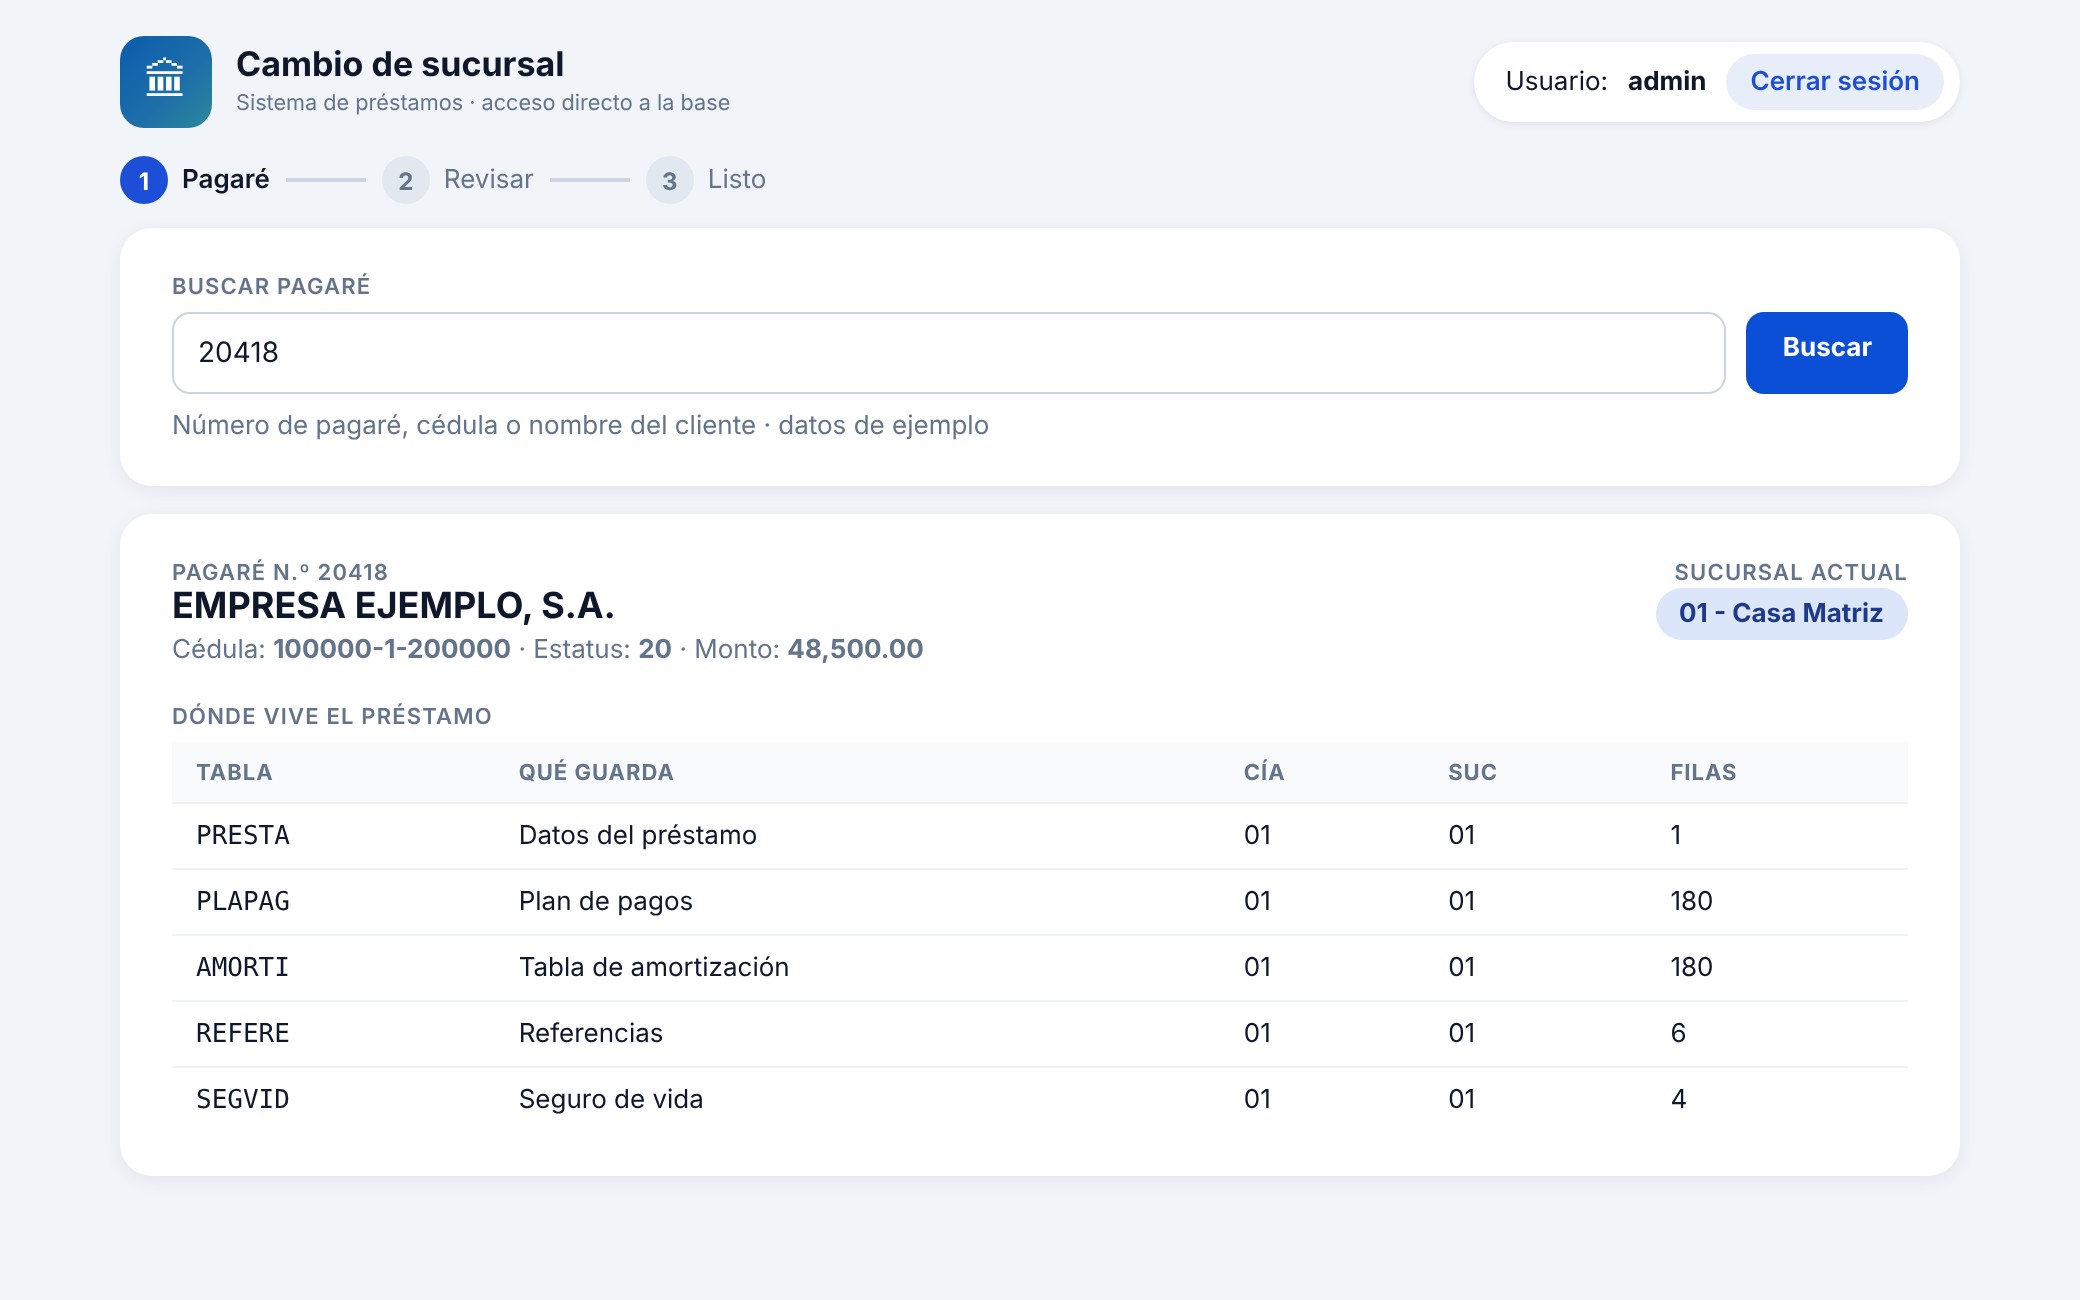 Cambio de sucursal
Sistema de préstamos · acceso directo a la base
Usuario: admin Cerrar sesión
1 Pagaré 2 Revisar 3 Listo
BUSCAR PAGARÉ
20418
Buscar
Número de pagaré, cédula o nombre del cliente · datos de ejemplo
PAGARÉ N.º 20418
EMPRESA EJEMPLO, S.A.
Cédula: 100000-1-200000 · Estatus: 20 · Monto: 48,500.00
SUCURSAL ACTUAL
01 - Casa Matriz
DÓNDE VIVE EL PRÉSTAMO
TABLA QUÉ GUARDA CÍA SUC FILAS
PRESTA Datos del préstamo 01 01 1
PLAPAG Plan de pagos 01 01 180
AMORTI Tabla de amortización 01 01 180
REFERE Referencias 01 01 6
SEGVID Seguro de vida 01 01 4